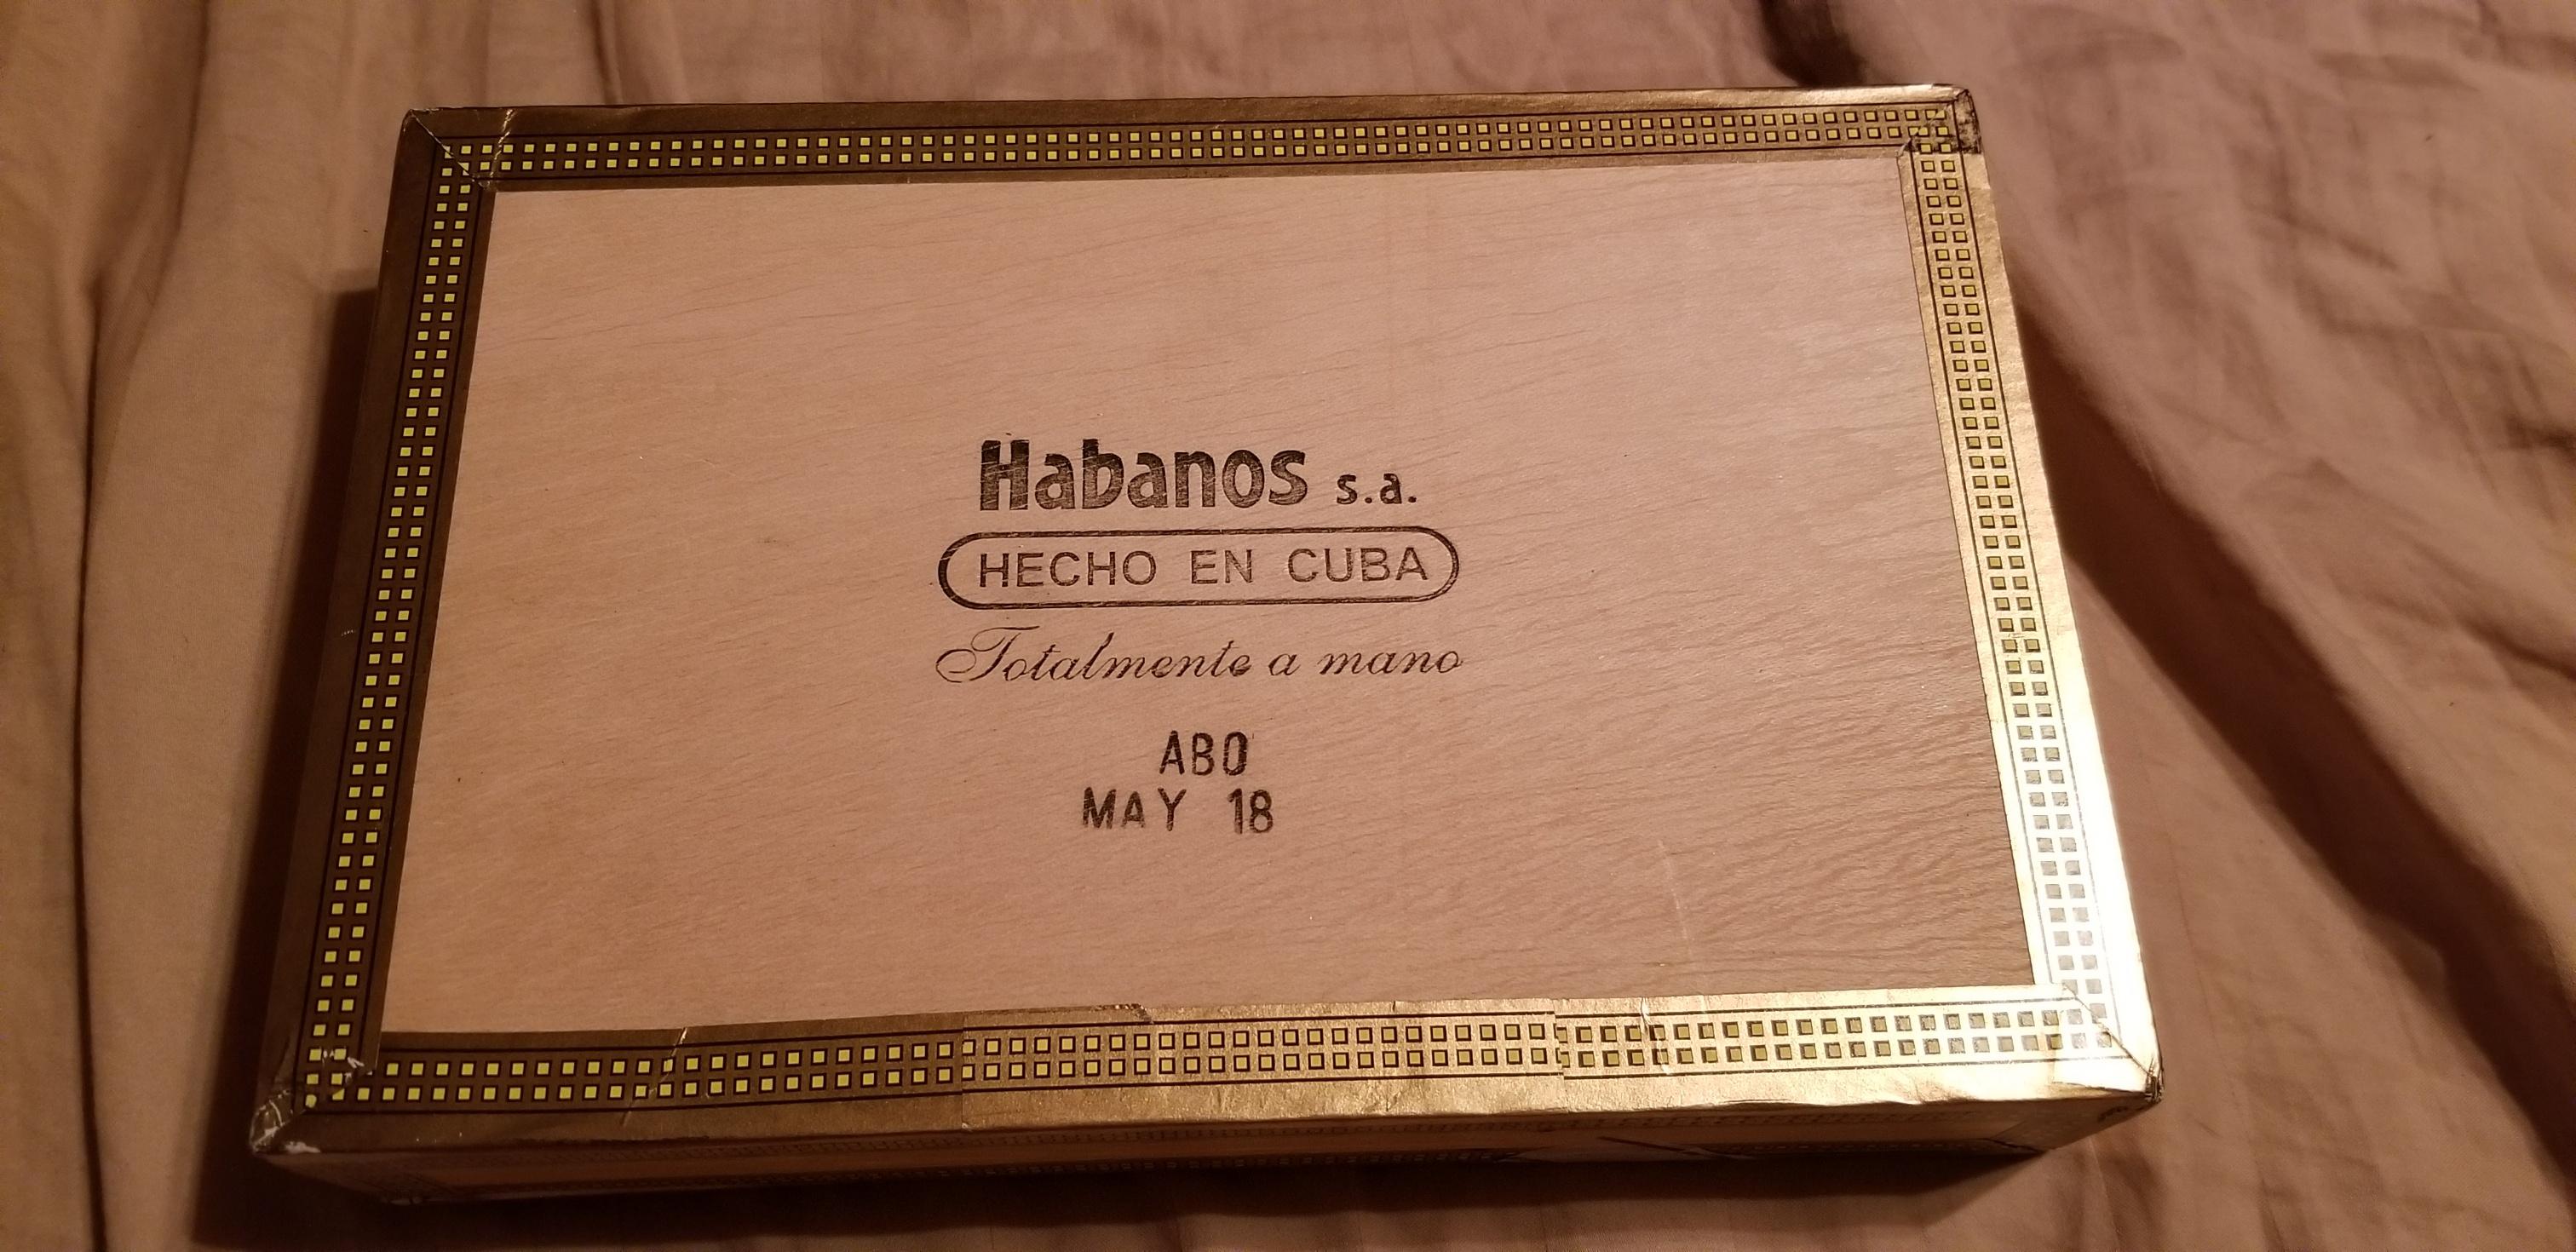 Habanos s.a.
HECHO EN CUBA
Totalmente a mano
ABO
MAY 18